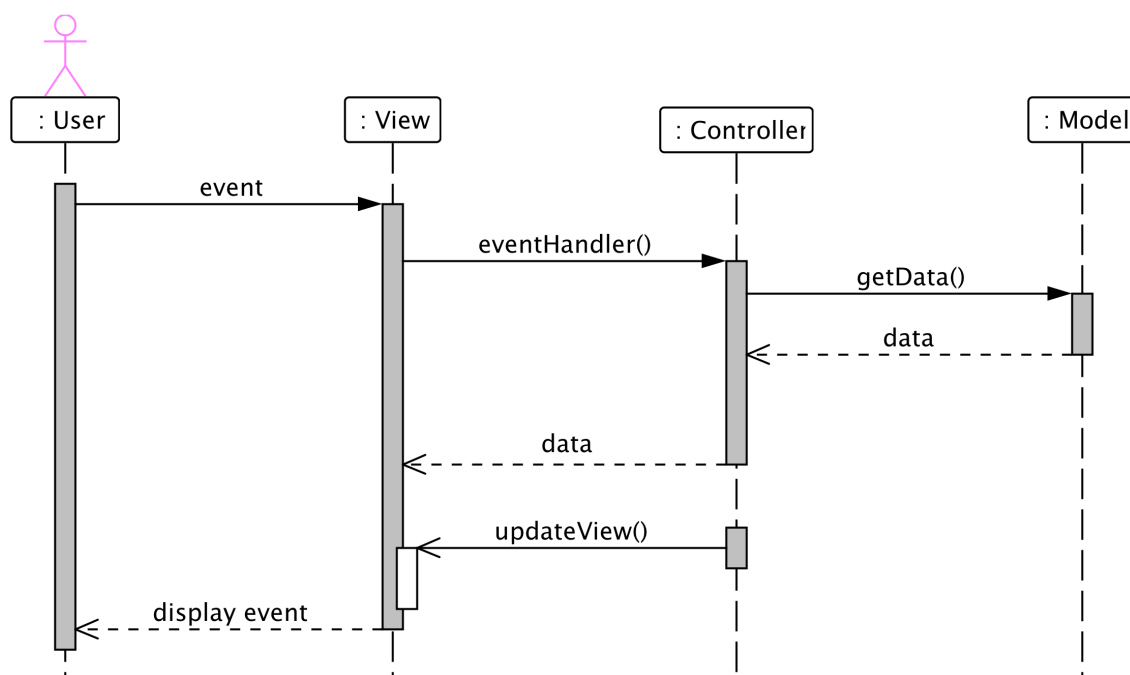 : User
: View
: Controller
: Model
event
eventHandler()
getData()
data
data
updateView()
display event